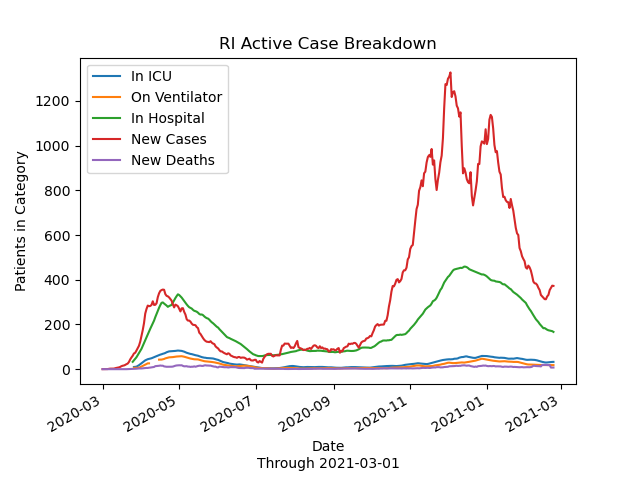 RI Active Case Breakdown
In ICU
On Ventilator
In Hospital
New Cases
New Deaths
Patients in Category
1200
1000
800
600
400
200
0
2020-03
2020-05
2020-07
2020-09
2020-11
2021-01
2021-03
Date
Through 2021-03-01